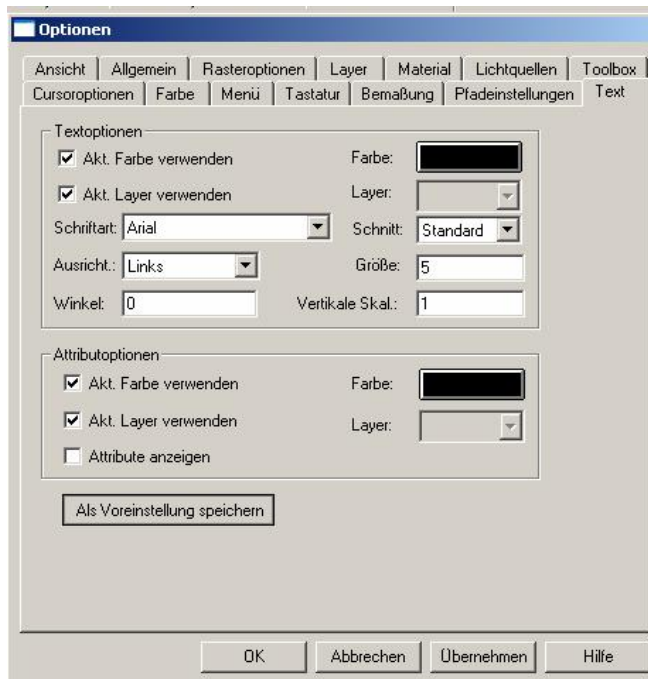 Optionen
Ansicht Allgemein Rasteroptionen Layer Material Lichtquellen Toolbox
Cursoroptionen Farbe Menü Tastatur Bemaßung Pfadeinstellungen Text
Textoptionen
Akt. Farbe verwenden Farbe:
Akt. Layer verwenden Layer:
Schriftart: Arial Schnitt: Standard
Ausricht.: Links Größe: 5
Winkel: 0 Vertikale Skal.: 1
Attributoptionen
Akt. Farbe verwenden Farbe:
Akt. Layer verwenden Layer:
Attribute anzeigen
Als Voreinstellung speichern
OK Abbrechen Übernehmen Hilfe